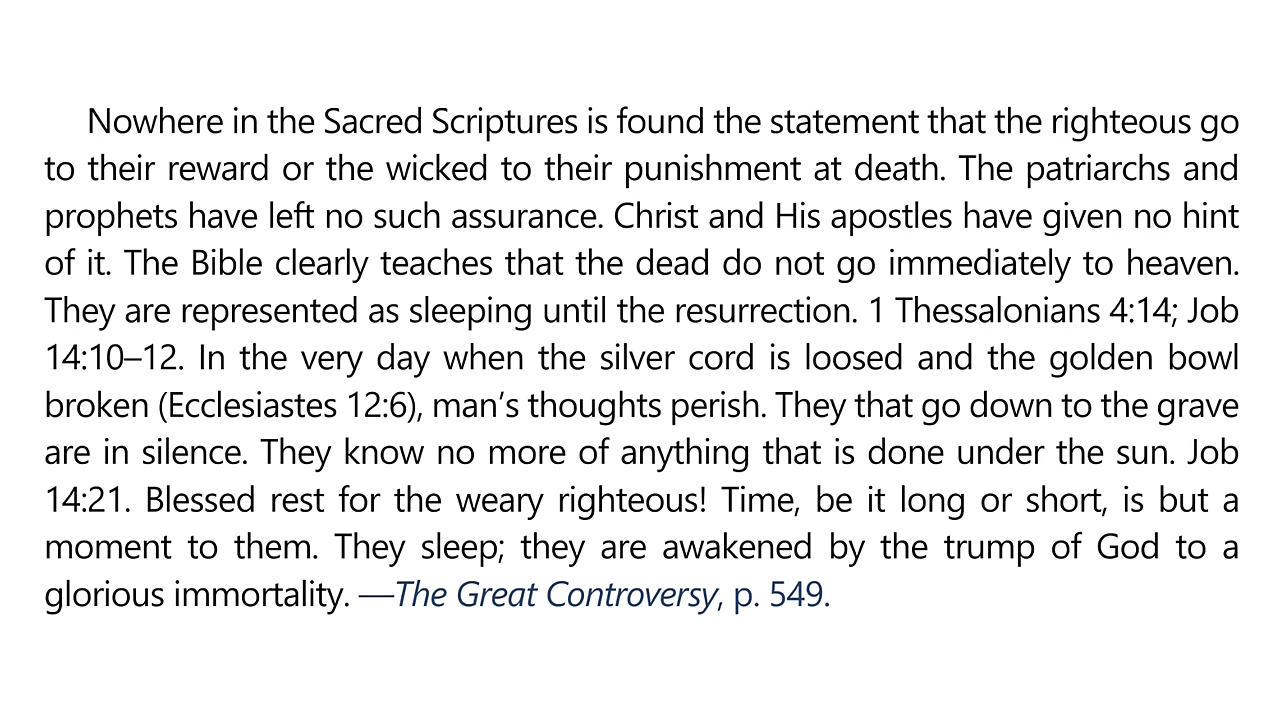 Nowhere in the Sacred Scriptures is found the statement that the righteous go
to their reward or the wicked to their punishment at death. The patriarchs and
prophets have left no such assurance. Christ and His apostles have given no hint
of it. The Bible clearly teaches that the dead do not go immediately to heaven.
They are represented as sleeping until the resurrection. 1 Thessalonians 4:14; Job
14:10–12. In the very day when the silver cord is loosed and the golden bowl
broken (Ecclesiastes 12:6), man’s thoughts perish. They that go down to the grave
are in silence. They know no more of anything that is done under the sun. Job
14:21. Blessed rest for the weary righteous! Time, be it long or short, is but a
moment to them. They sleep; they are awakened by the trump of God to a
glorious immortality. —The Great Controversy, p. 549.